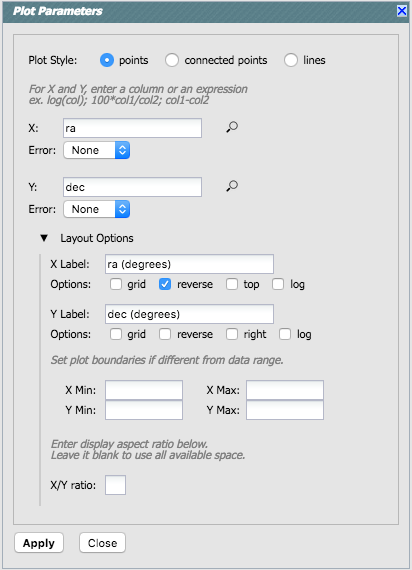 Plot Parameters
Plot Style: points connected points lines
For X and Y, enter a column or an expression
ex. log(col); 100*col1/col2; col1-col2
X: ra
Error: None
Y: dec
Error: None
Layout Options
X Label: ra (degrees)
Options: grid reverse top log
Y Label: dec (degrees)
Options: grid reverse right log
Set plot boundaries if different from data range.
X Min: X Max:
Y Min: Y Max:
Enter display aspect ratio below.
Leave it blank to use all available space.
X/Y ratio:
Apply Close